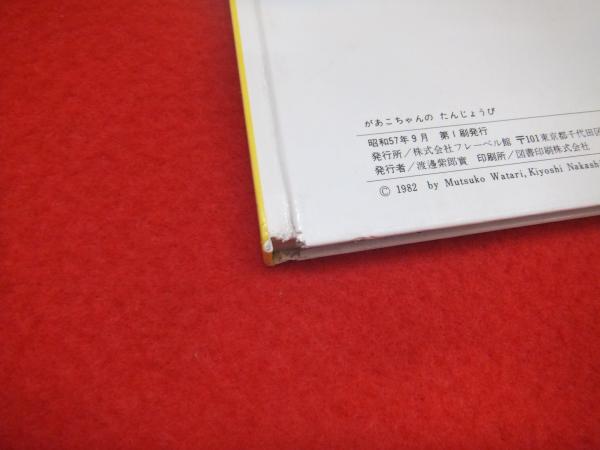 があこちゃんの たんじょうび
昭和57年9月 第1刷発行
発行所/株式会社フレーベル館 〒101東京都千代田区
発行者/渡邊紫郎實 印刷所/図書印刷株式会社
© 1982 by Mutsuko Watari, Kiyoshi Nakash